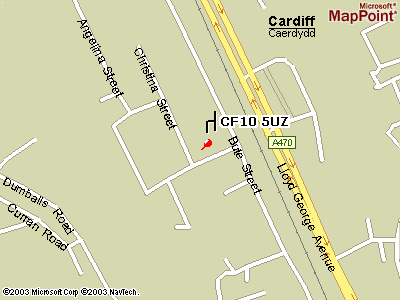 Microsoft®
MapPoint®
Cardiff
Caerdydd
Angelina Street
Christina Street
CF10 5UZ
A470
Bute Street
Lloyd George Avenue
Dumballs Road
Curran Road
©2003 Microsoft Corp ©2003 NavTech.